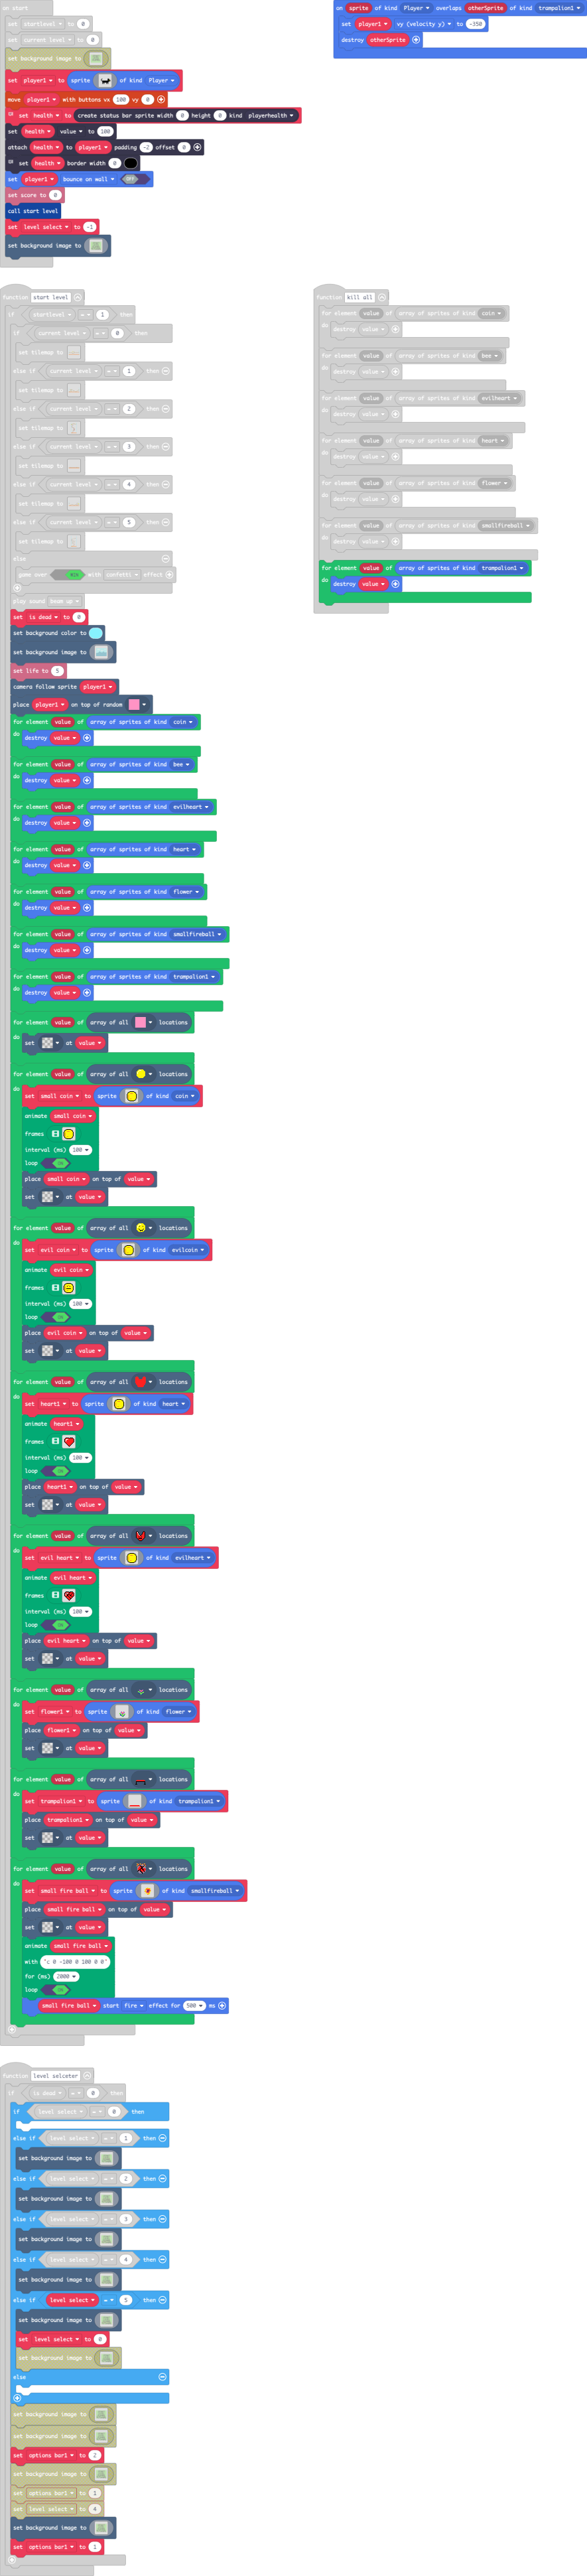 on start
set startlevel to 0
set current level to 0
set background image to
set player1 to sprite of kind Player
move player1 with buttons vx 100 vy 0
set health to create status bar sprite width 0 height 0 kind playerhealth
set health value to 100
attach health to player1 padding -2 offset 0
set health border width 0
set player1 bounce on wall OFF
set score to 0
call start level
set level select to -1
set background image to
on sprite of kind Player overlaps otherSprite of kind trampalion1
set player1 vy (velocity y) to -350
destroy otherSprite
function start level
if startlevel = 1 then
if current level = 0 then
set tilemap to
else if current level = 1 then
set tilemap to
else if current level = 2 then
set tilemap to
else if current level = 3 then
set tilemap to
else if current level = 4 then
set tilemap to
else if current level = 5 then
set tilemap to
else
game over WIN with confetti effect
play sound beam up
set is dead to 0
set background color to
set background image to
set life to 5
camera follow sprite player1
place player1 on top of random
for element value of array of sprites of kind coin
do
destroy value
for element value of array of sprites of kind bee
do
destroy value
for element value of array of sprites of kind evilheart
do
destroy value
for element value of array of sprites of kind heart
do
destroy value
for element value of array of sprites of kind flower
do
destroy value
for element value of array of sprites of kind smallfireball
do
destroy value
for element value of array of sprites of kind trampalion1
do
destroy value
for element value of array of all locations
do
set at value
for element value of array of all locations
do
set small coin to sprite of kind coin
animate small coin
frames
interval (ms) 100
loop ON
place small coin on top of value
set at value
for element value of array of all locations
do
set evil coin to sprite of kind evilcoin
animate evil coin
frames
interval (ms) 100
loop ON
place evil coin on top of value
set at value
for element value of array of all locations
do
set heart1 to sprite of kind heart
animate heart1
frames
interval (ms) 100
loop ON
place heart1 on top of value
set at value
for element value of array of all locations
do
set evil heart to sprite of kind evilheart
animate evil heart
frames
interval (ms) 100
loop ON
place evil heart on top of value
set at value
for element value of array of all locations
do
set flower1 to sprite of kind flower
place flower1 on top of value
set at value
for element value of array of all locations
do
set trampalion1 to sprite of kind trampalion1
place trampalion1 on top of value
set at value
for element value of array of all locations
do
set small fire ball to sprite of kind smallfireball
place small fire ball on top of value
set at value
animate small fire ball
with "c 0 -100 0 100 0 0"
for (ms) 2000
loop ON
small fire ball start fire effect for 500 ms
function kill all
for element value of array of sprites of kind coin
do
destroy value
for element value of array of sprites of kind bee
do
destroy value
for element value of array of sprites of kind evilheart
do
destroy value
for element value of array of sprites of kind heart
do
destroy value
for element value of array of sprites of kind flower
do
destroy value
for element value of array of sprites of kind smallfireball
do
destroy value
for element value of array of sprites of kind trampalion1
do
destroy value
function level selceter
if is dead = 0 then
if level select = 0 then
else if level select = 1 then
set background image to
else if level select = 2 then
set background image to
else if level select = 3 then
set background image to
else if level select = 4 then
set background image to
else if level select = 5 then
set background image to
set level select to 0
set background image to
else
set background image to
set background image to
set options bar1 to 2
set background image to
set options bar1 to 1
set level select to 4
set background image to
set options bar1 to 1